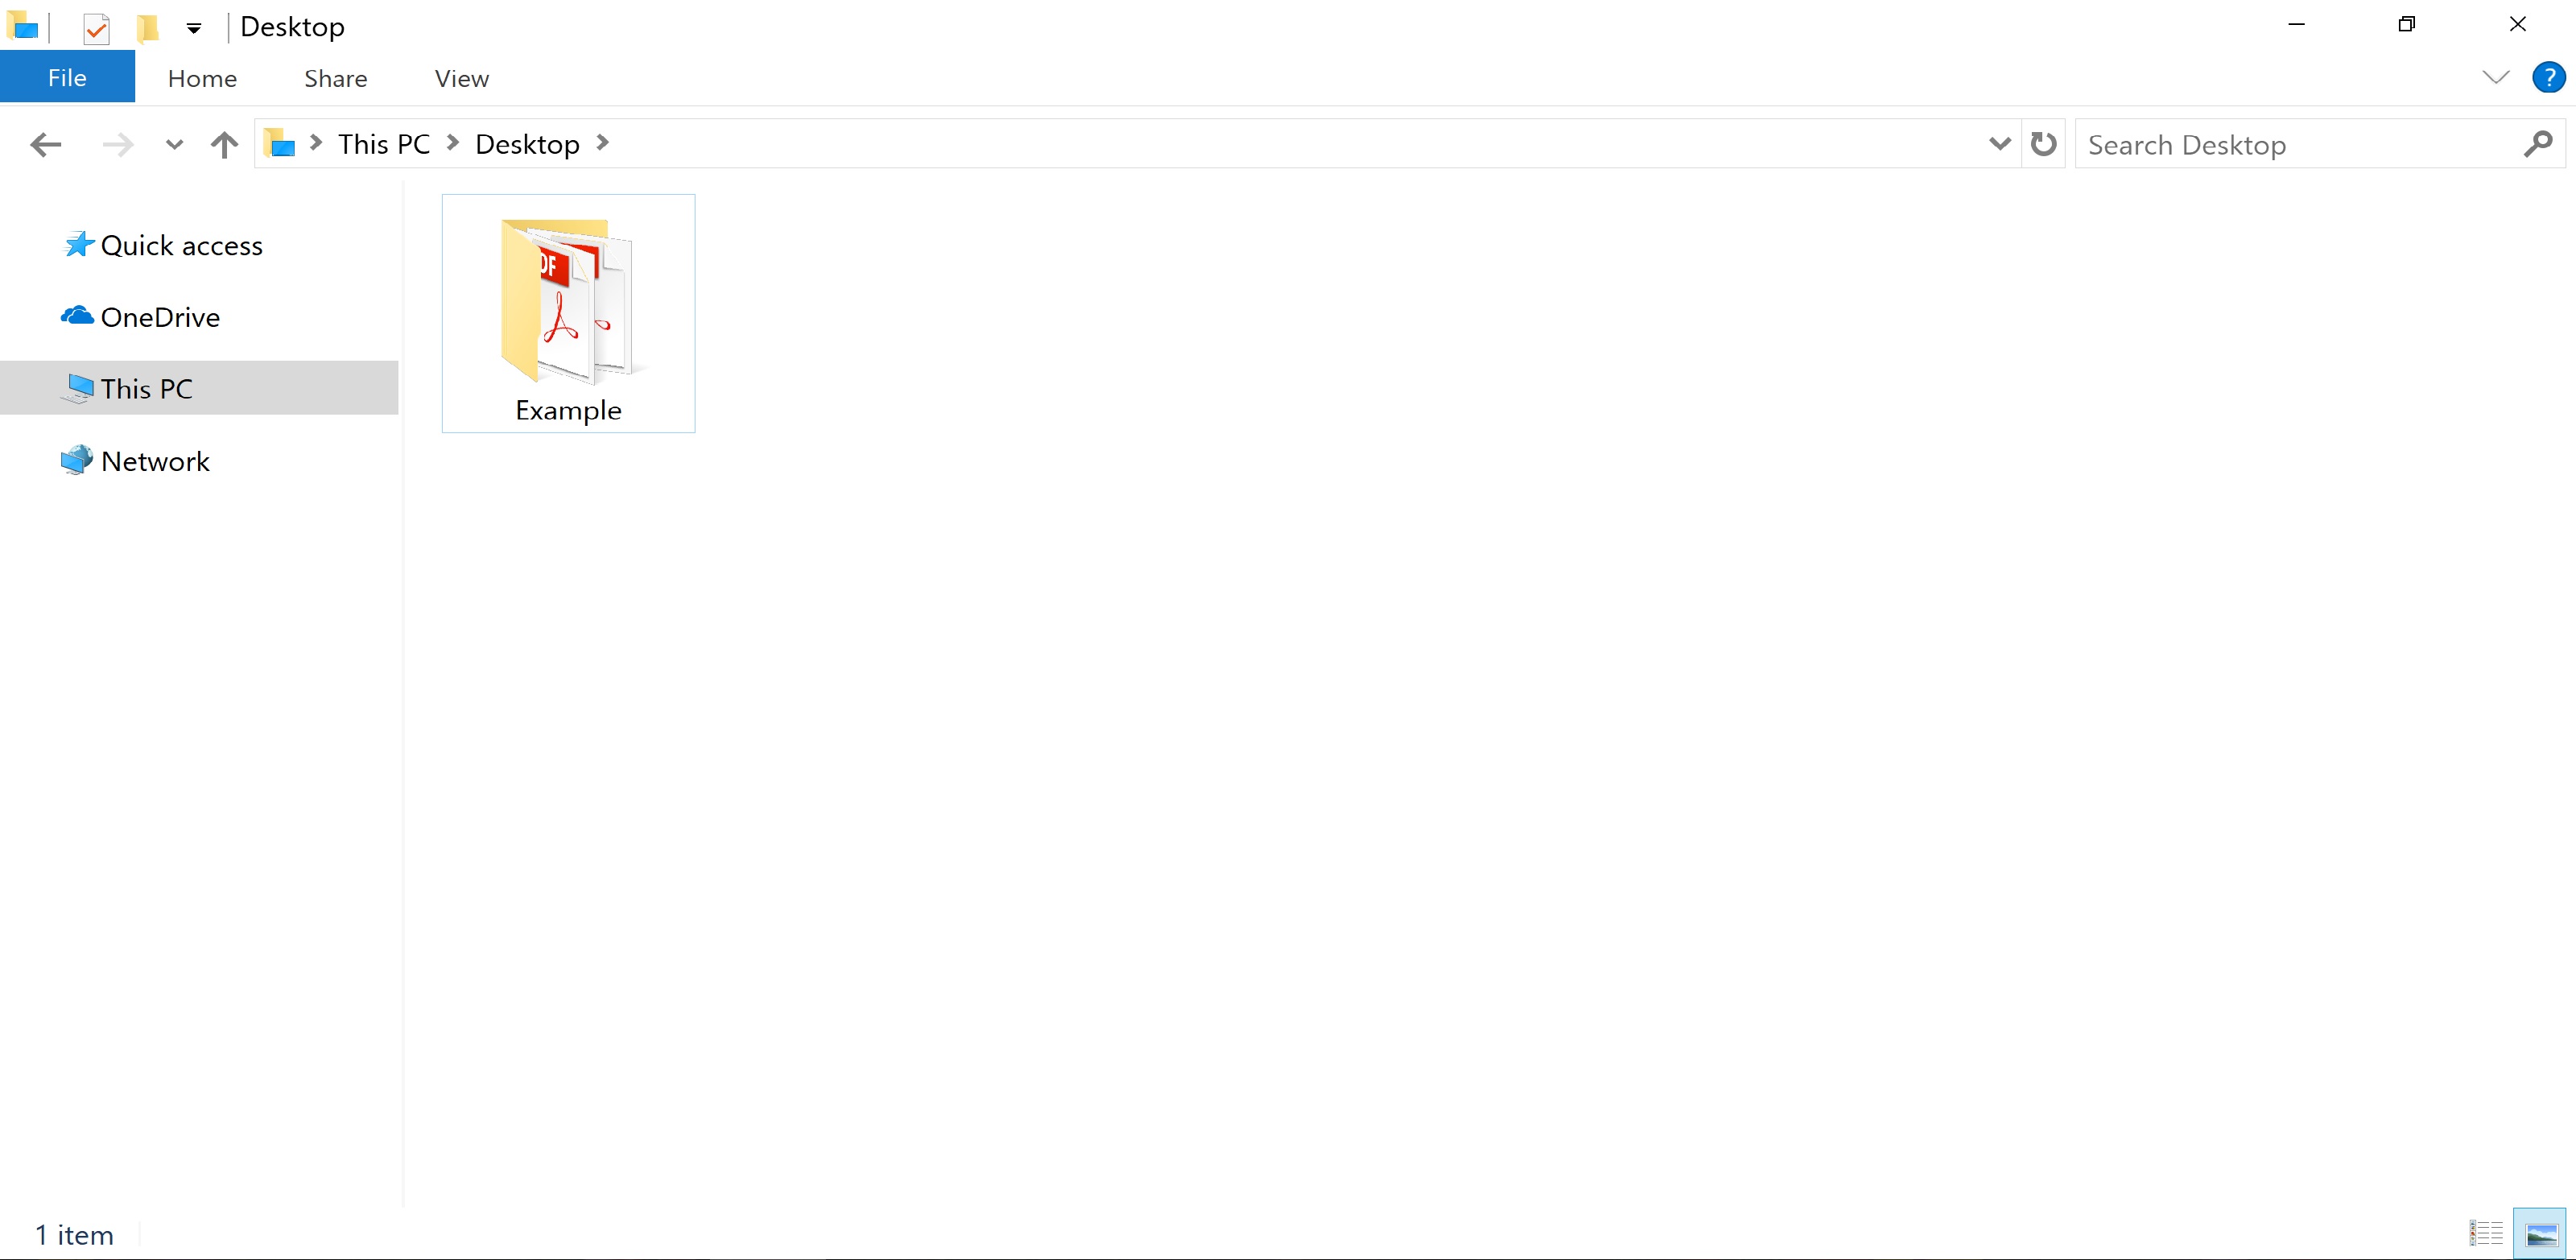 Desktop
File Home Share View
?
This PC Desktop
Search Desktop
Quick access
OneDrive
This PC
Network
DF
Example
1 item